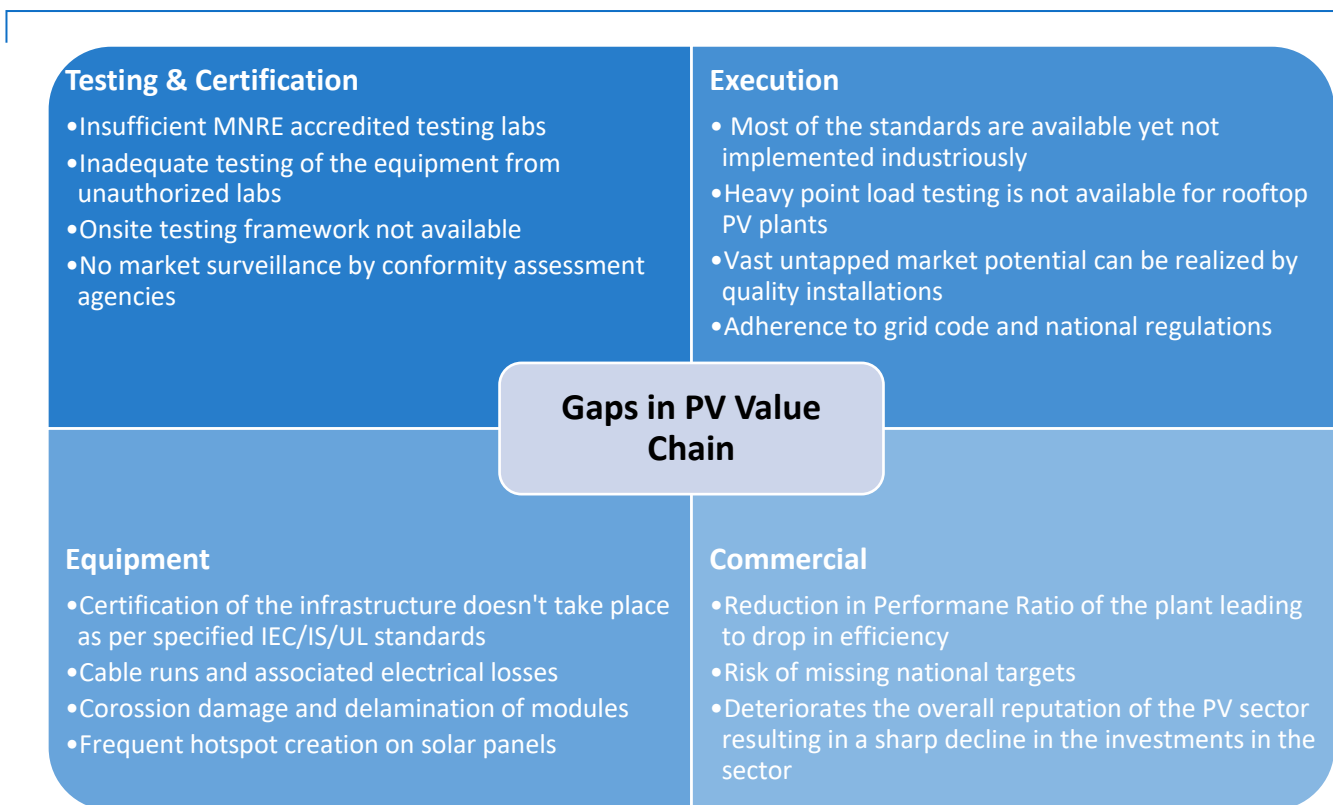 Testing & Certification
•Insufficient MNRE accredited testing labs
•Inadequate testing of the equipment from
unauthorized labs
•Onsite testing framework not available
•No market surveillance by conformity assessment
agencies
Execution
• Most of the standards are available yet not
implemented industriously
•Heavy point load testing is not available for rooftop
PV plants
•Vast untapped market potential can be realized by
quality installations
•Adherence to grid code and national regulations
Gaps in PV Value
Chain
Equipment
•Certification of the infrastructure doesn't take place
as per specified IEC/IS/UL standards
•Cable runs and associated electrical losses
•Corossion damage and delamination of modules
•Frequent hotspot creation on solar panels
Commercial
•Reduction in Performane Ratio of the plant leading
to drop in efficiency
•Risk of missing national targets
•Deteriorates the overall reputation of the PV sector
resulting in a sharp decline in the investments in the
sector